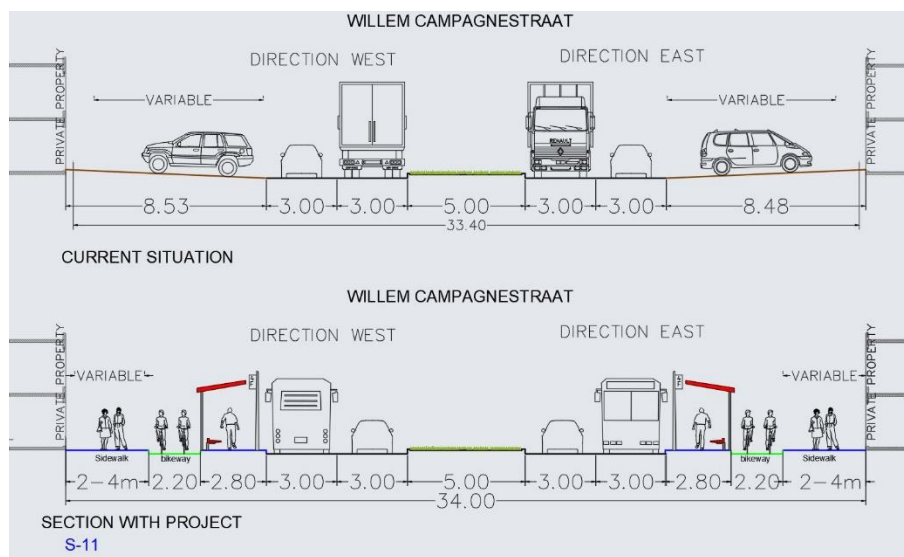 WILLEM CAMPAGNESTRAAT
DIRECTION WEST DIRECTION EAST
PRIVATE PROPERTY VARIABLE VARIABLE PRIVATE PROPERTY
RENAULT
8.53 3.00 3.00 5.00 3.00 3.00 8.48
33.40
CURRENT SITUATION
WILLEM CAMPAGNESTRAAT
DIRECTION WEST DIRECTION EAST
PRIVATE PROPERTY VARIABLE VARIABLE PRIVATE PROPERTY
Sidewalk bikeway bikeway Sidewalk
2-4m 2.20 2.80 3.00 3.00 5.00 3.00 3.00 2.80 2.20 2-4m
34.00
SECTION WITH PROJECT
S-11